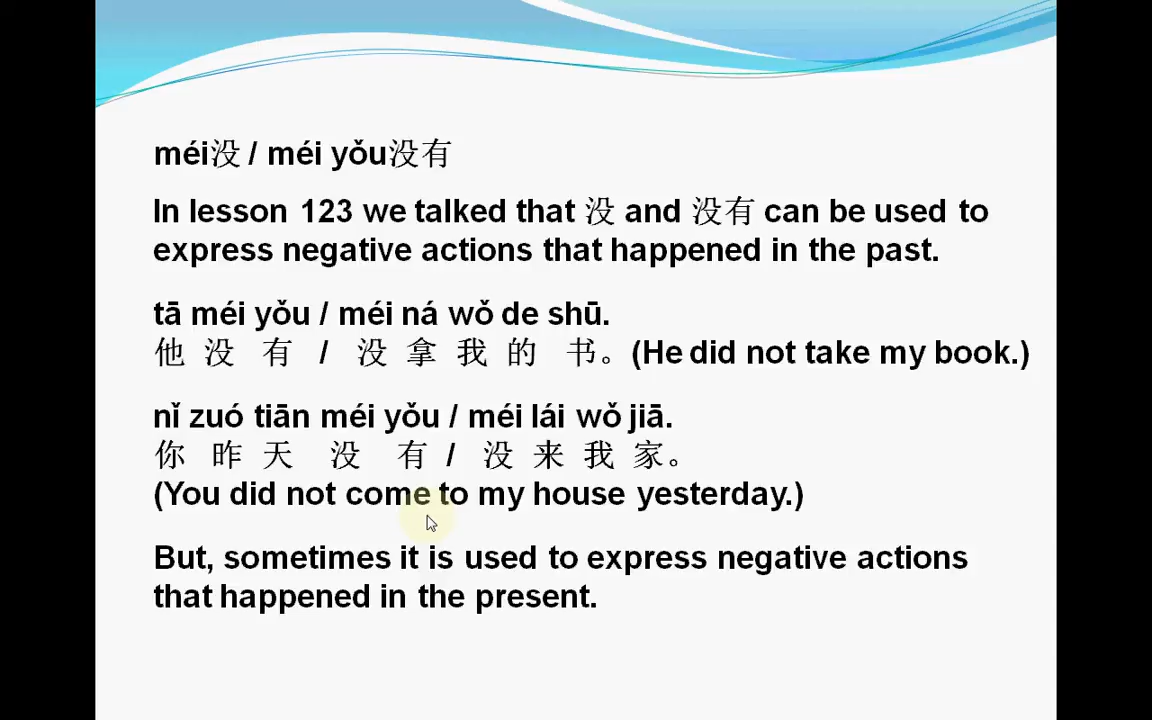 méi没 / méi yǒu没有
In lesson 123 we talked that 没 and 没有 can be used to
express negative actions that happened in the past.
tā méi yǒu / méi ná wǒ de shū.
他 没 有 / 没 拿 我 的 书。(He did not take my book.)
nǐ zuó tiān méi yǒu / méi lái wǒ jiā.
你 昨 天 没 有 / 没 来 我 家。
(You did not come to my house yesterday.)
But, sometimes it is used to express negative actions
that happened in the present.